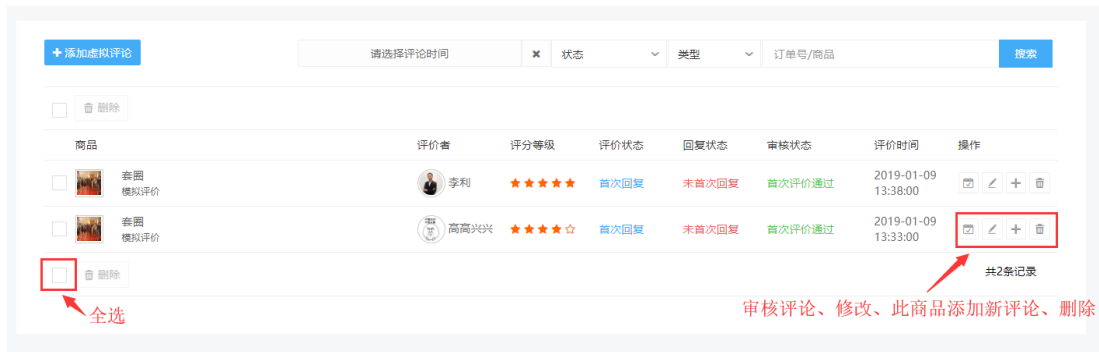 + 添加虚拟评论 请选择评论时间 × 状态 类型 订单号/商品 搜索
删除
商品 评价者 评分等级 评价状态 回复状态 审核状态 评价时间 操作
套圈 李利 首次回复 未首次回复 首次评价通过 2019-01-09
模拟评价 13:38:00
套圈 高高兴兴 首次回复 未首次回复 首次评价通过 2019-01-09
模拟评价 13:33:00
删除 共2条记录
全选 审核评论、修改、此商品添加新评论、删除